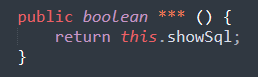 public boolean *** () {
return this.showSql;
}